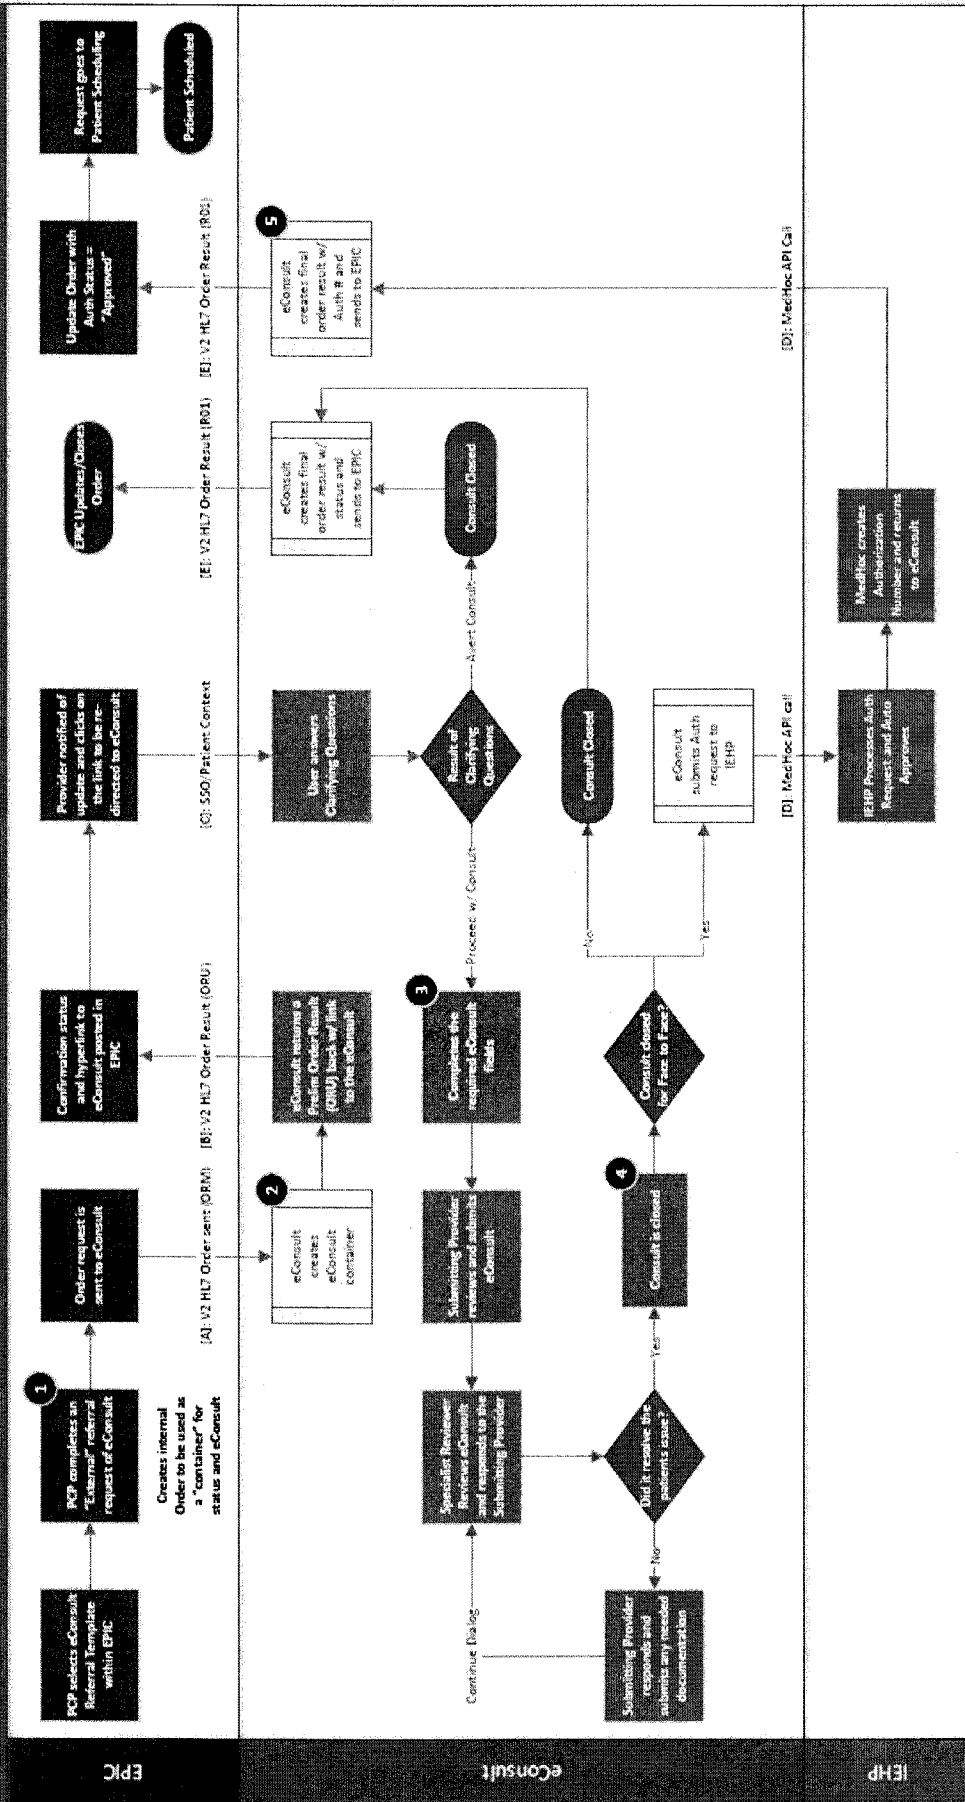 EPIC
PCP selects eConsult
Referral Template
within EPIC
1
PCP completes an
"External" referral
request of eConsult
Creates internal
Order to be used as
a "container" for
status and eConsult
Order request is
sent to eConsult
Confirmation status
and hyperlink to
eConsult posted in
EPIC
Provider notified of
update and clicks on
the link to be re-
directed to eConsult
EPIC Updates/Closes
Order
Update Order with
Auth Status =
"Approved"
Request goes to
Patient Scheduling
Patient Scheduled
[A]: V2 HL7 Order sent (ORM)
[B]: V2 HL7 Order Result (ORU)
[C]: SSO/Patient Context
[E]: V2 HL7 Order Result (R01)
[E]: V2 HL7 Order Result (R01)
eConsult
2
eConsult
creates
eConsult
container
eConsult returns a
Prelim Order Result
(ORU) back w/ link
to the eConsult
User answers
Clarifying Questions
eConsult
creates final
order result w/
status and
sends to EPIC
5
eConsult
creates final
order result w/
Auth # and
sends to EPIC
Continue Dialog
Specialist Reviewer
Reviews eConsult
and responds to the
Submitting Provider
Submitting Provider
reviews and submits
eConsult
3
Completes the
required eConsult
fields
Proceed w/ Consult
Result of
Clarifying
Questions
Avert Consult
Consult Closed
Submitting Provider
responds and
submits any needed
documentation
No
Did it resolve the
patients issue?
Yes
4
Consult is closed
Consult closed
for Face to Face?
No
Consult Closed
Yes
eConsult
submits Auth
request to
IEHP
[D]: MedHoc API call
[D]: MedHoc API Call
IEHP
IEHP Processes Auth
Request and Auto
Approves
MedHoc creates
Authorization
Number and returns
to eConsult